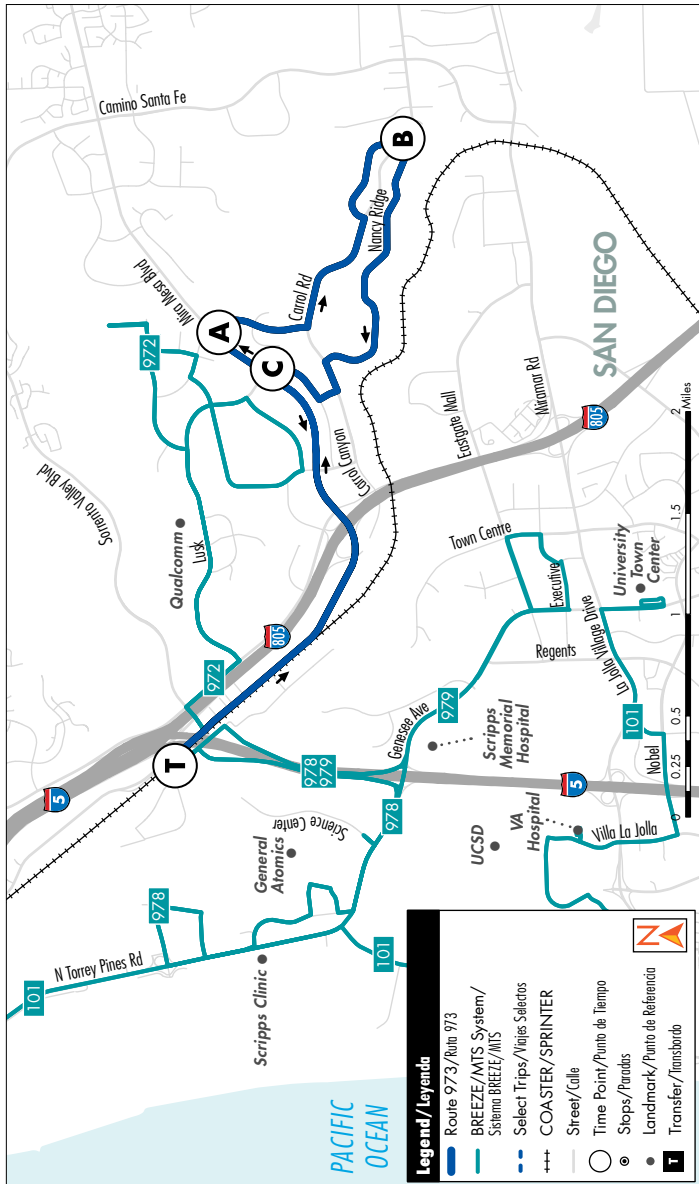 PACIFIC
OCEAN
101
N Torrey Pines Rd
978
Scripps Clinic
General
Atomics
Science Center
101
5
T
978
979
978
972
805
Sorrento Valley Blvd
Qualcomm
Lusk
972
Mira Mesa Blvd
Camino Santa Fe
A
C
B
Carrol Rd
Nancy Ridge
Carrol Canyon
Genesee Ave
979
Scripps
Memorial
Hospital
UCSD
VA
Hospital
5
Villa La Jolla
Nobel
101
La Jolla Village Drive
Regents
Executive
Town Centre
University
Town
Center
Eastgate Mall
Miramar Rd
805
SAN DIEGO
0
0.25
0.5
1
1.5
2
Miles
Legend/Leyenda
Route 973/Ruta 973
BREEZE/MTS System/
Sistema BREEZE/MTS
Select Trips/Viajes Selectos
COASTER/SPRINTER
Street/Calle
Time Point/Punto de Tiempo
Stops/Paradas
Landmark/Punto de Referencia
T Transfer/Transbordo
N